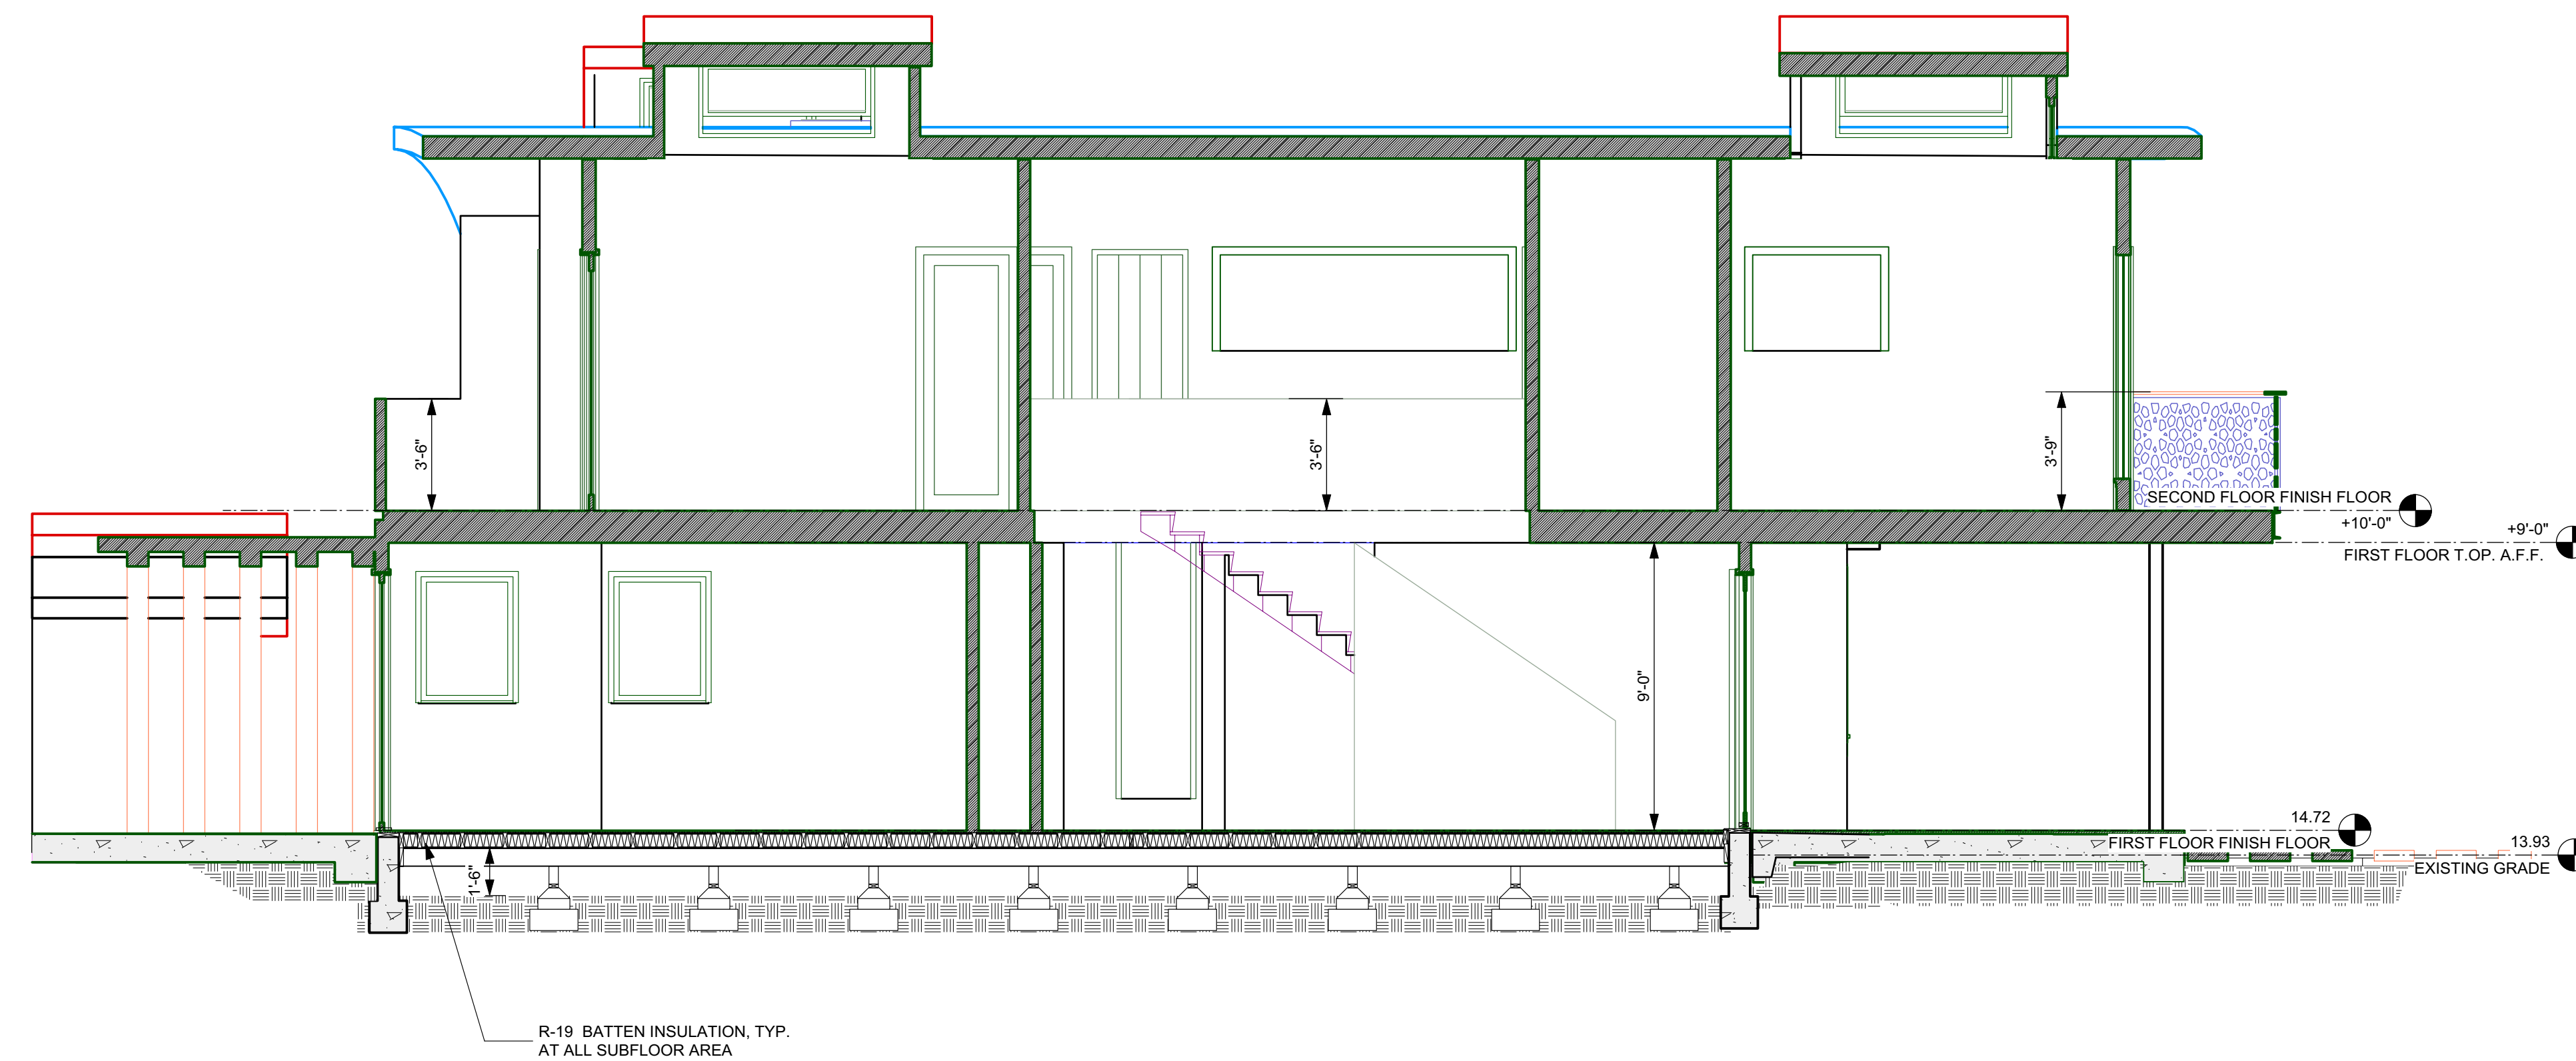 3'-6"
3'-6"
3'-9"
SECOND FLOOR FINISH FLOOR
+10'-0"
+9'-0"
FIRST FLOOR T.OP. A.F.F.
9'-0"
14.72
FIRST FLOOR FINISH FLOOR
13.93
EXISTING GRADE
1'-6"
R-19 BATTEN INSULATION, TYP.
AT ALL SUBFLOOR AREA